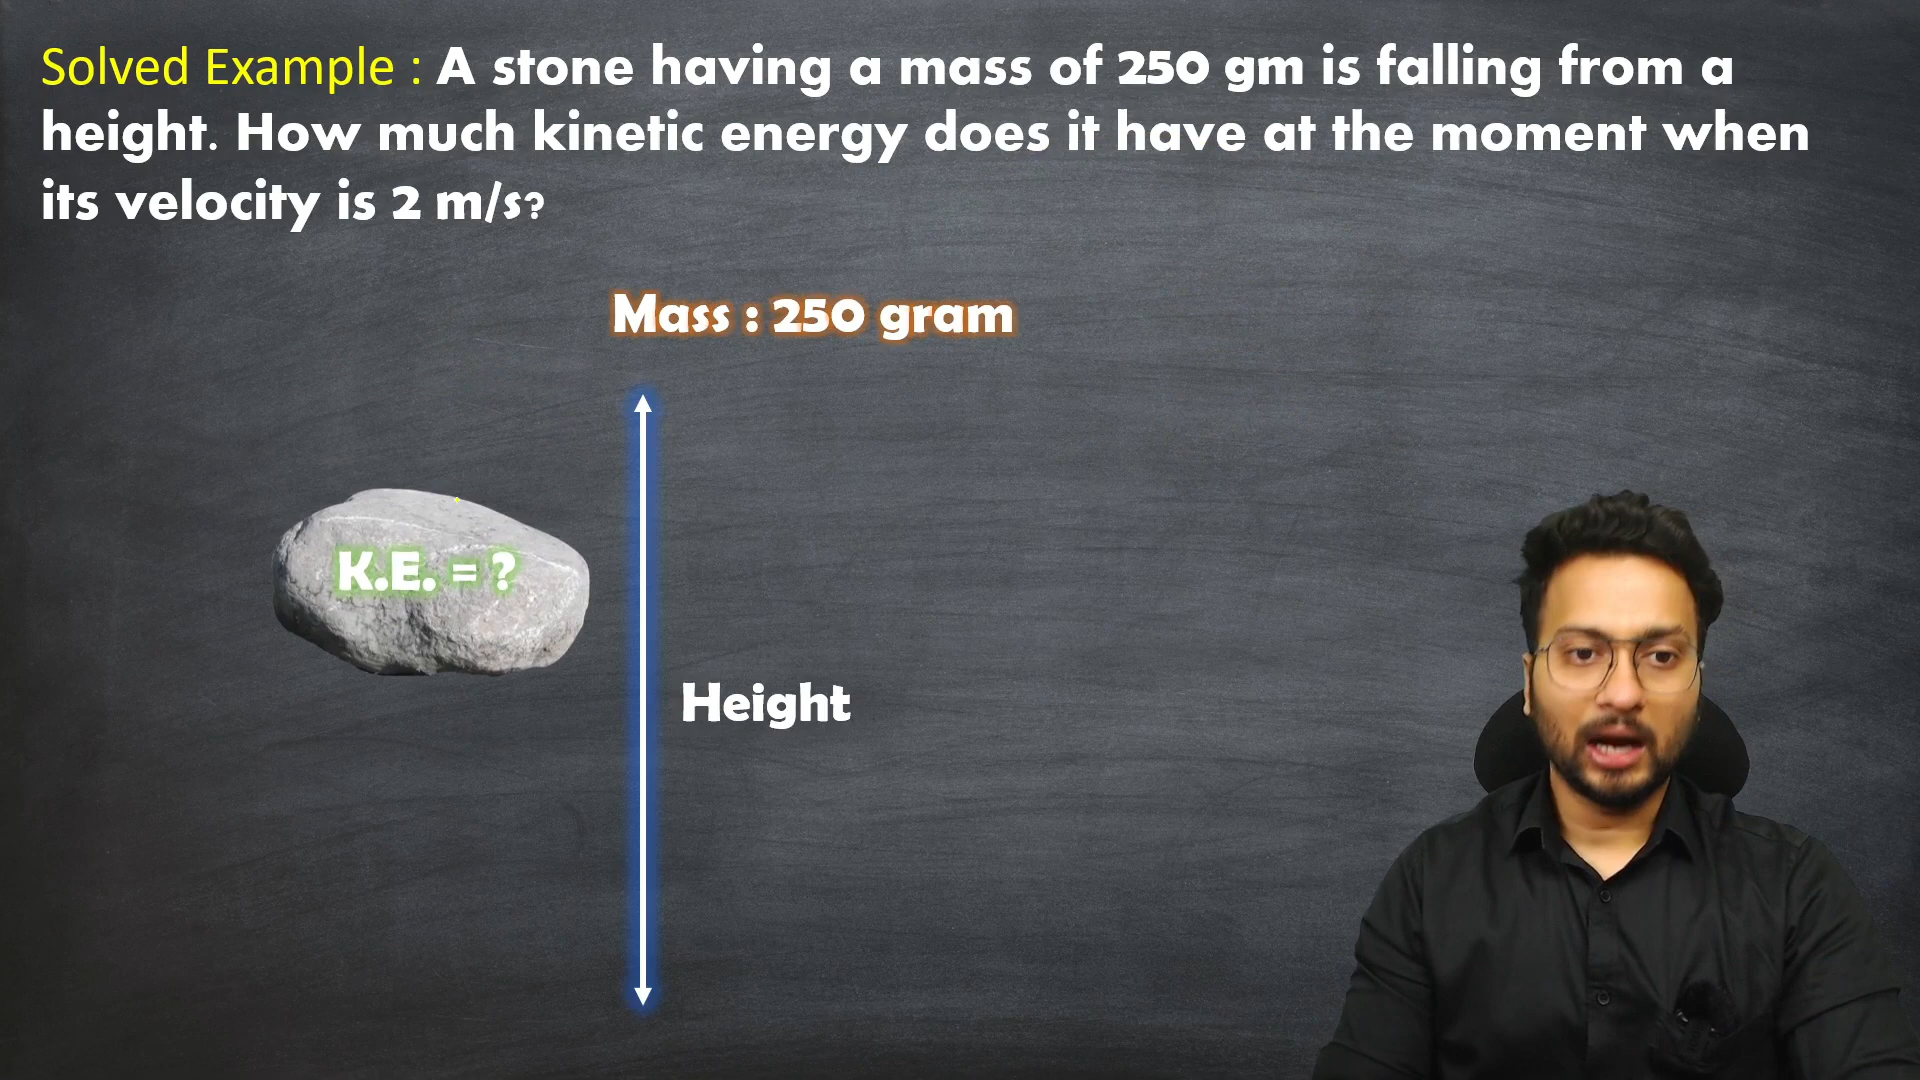 Solved Example : A stone having a mass of 250 gm is falling from a
height. How much kinetic energy does it have at the moment when
its velocity is 2 m/s?
Mass : 250 gram
K.E. = ?
Height